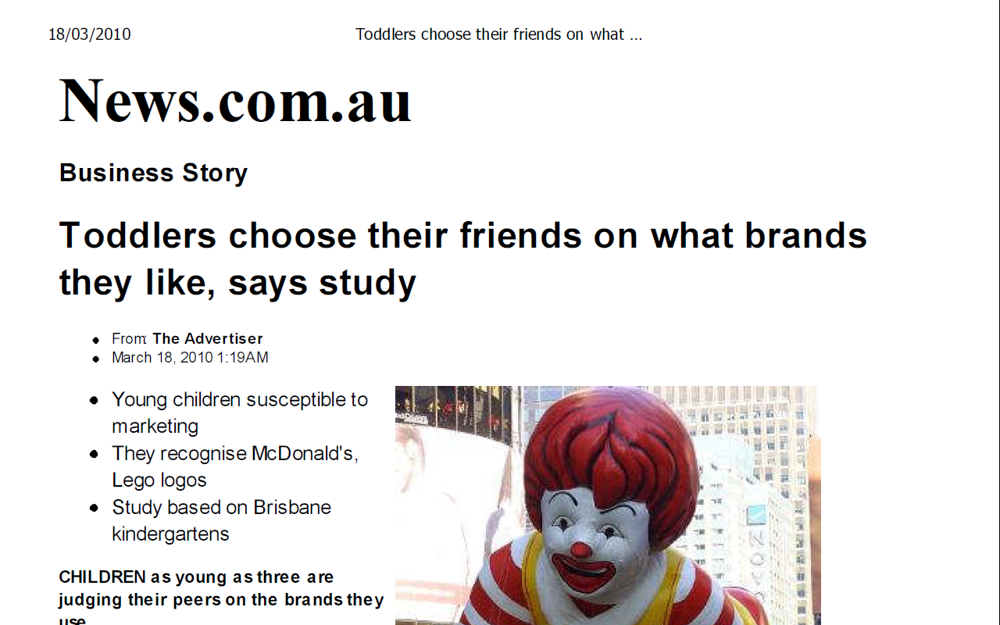 18/03/2010 Toddlers choose their friends on what ...
News.com.au
Business Story
Toddlers choose their friends on what brands
they like, says study
From: The Advertiser
March 18, 2010 1:19AM
Young children susceptible to
marketing
They recognise McDonald's,
Lego logos
Study based on Brisbane
kindergartens
CHILDREN as young as three are
judging their peers on the brands they
use